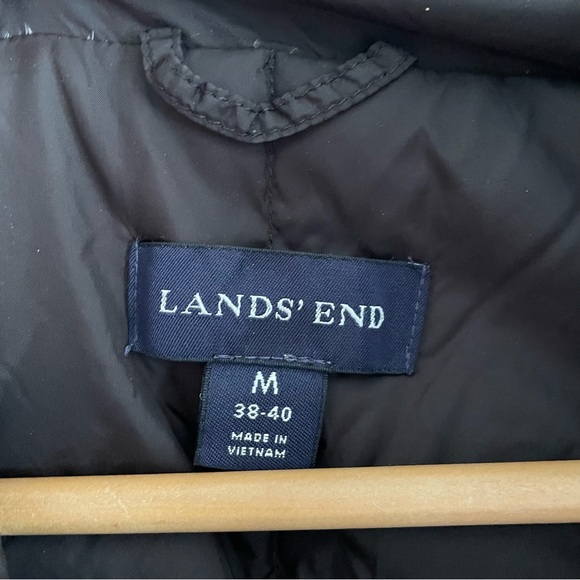 LANDS' END
M
38-40
MADE IN
VIETNAM